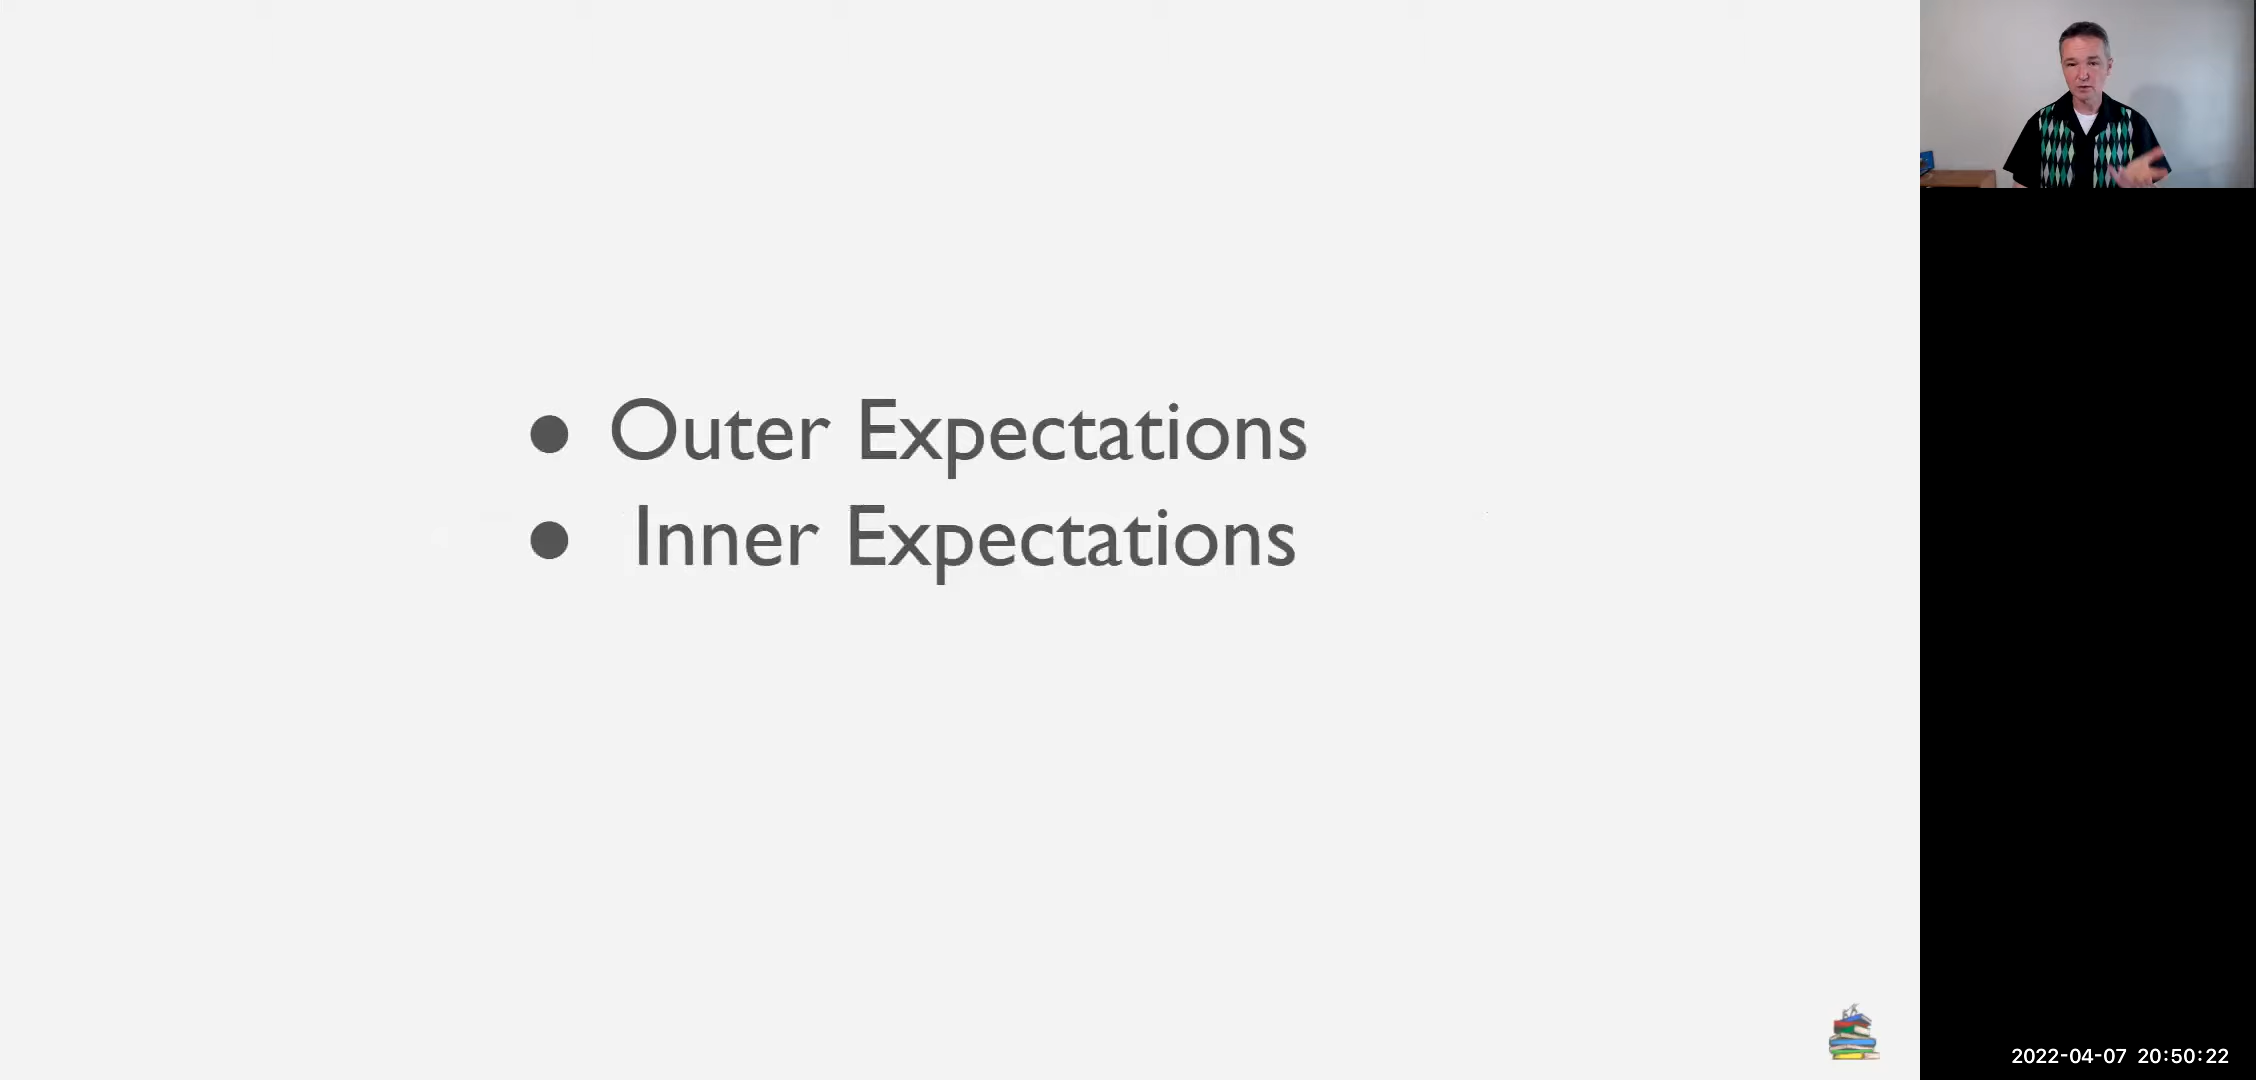 ● Outer Expectations
● Inner Expectations
2022-04-07 20:50:22